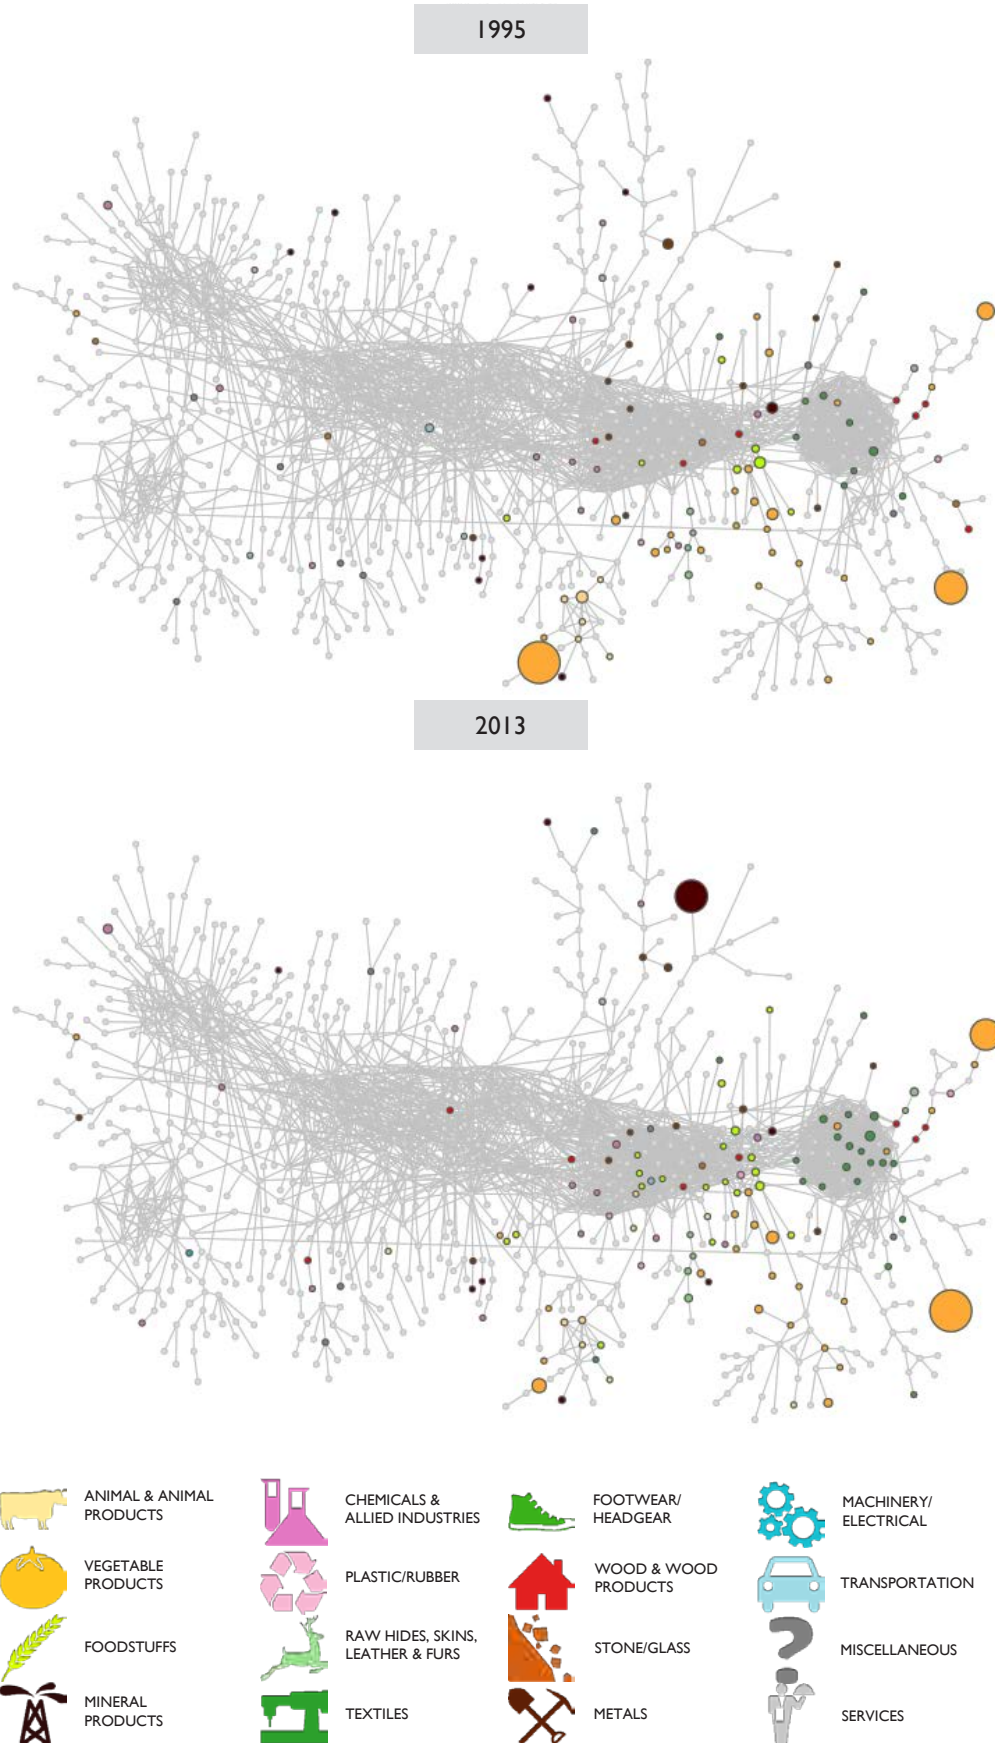 1995
2013
ANIMAL & ANIMAL
PRODUCTS
VEGETABLE
PRODUCTS
FOODSTUFFS
MINERAL
PRODUCTS
CHEMICALS &
ALLIED INDUSTRIES
PLASTIC/RUBBER
RAW HIDES, SKINS,
LEATHER & FURS
TEXTILES
FOOTWEAR/
HEADGEAR
WOOD & WOOD
PRODUCTS
STONE/GLASS
METALS
MACHINERY/
ELECTRICAL
TRANSPORTATION
MISCELLANEOUS
SERVICES